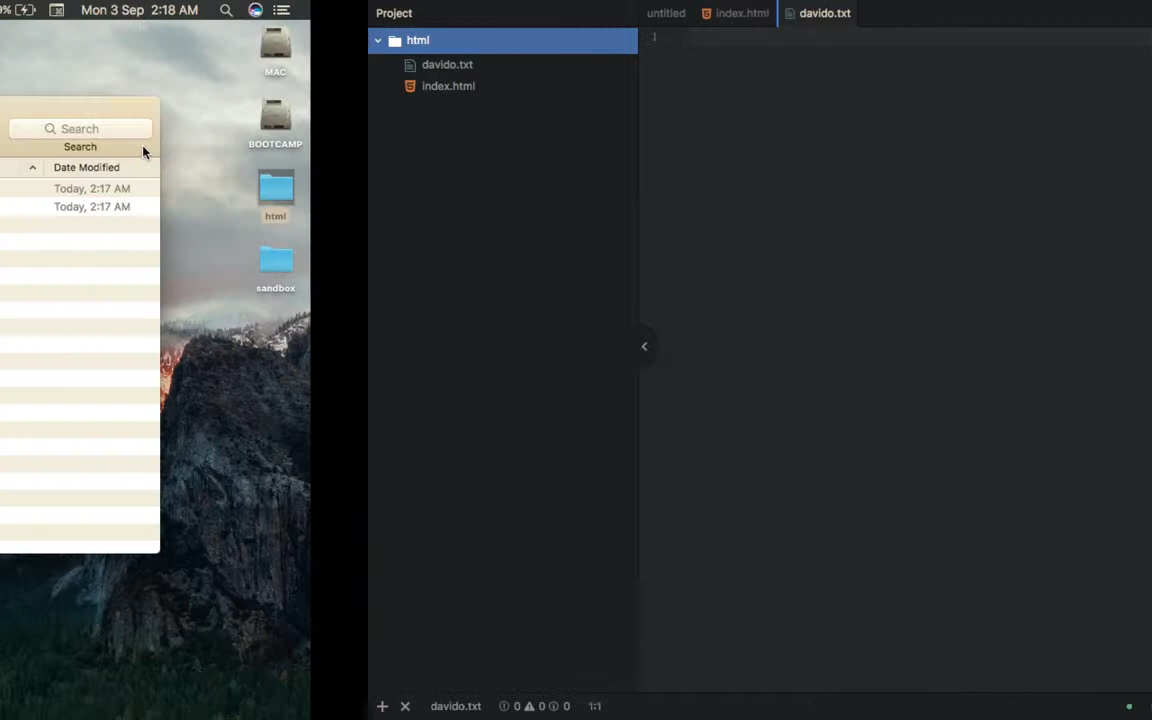 9% Mon 3 Sep 2:18 AM
MAC
BOOTCAMP
html
sandbox
Search
Search
Date Modified
Today, 2:17 AM
Today, 2:17 AM
Project
html
davido.txt
index.html
untitled index.html davido.txt
1
davido.txt 0 0 0 1:1